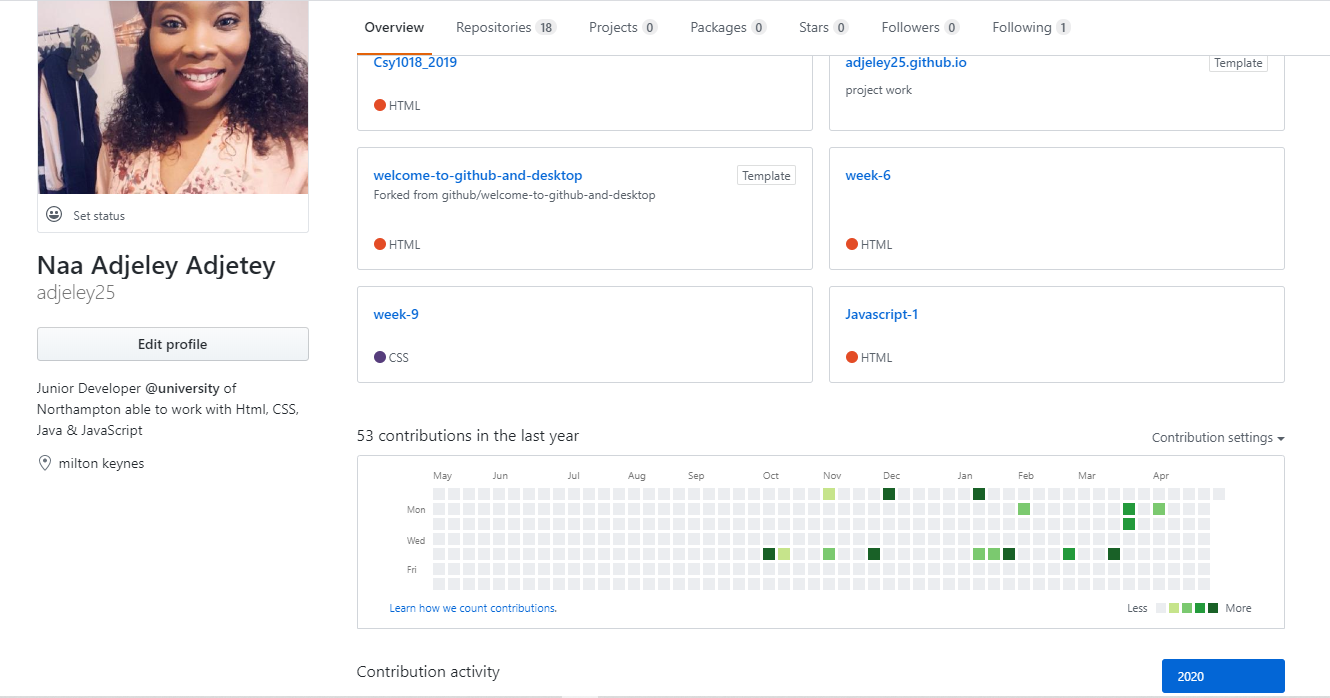 Overview Repositories 18 Projects 0 Packages 0 Stars 0 Followers 0 Following 1
Set status
Naa Adjeley Adjetey
adjeley25
Edit profile
Junior Developer @university of
Northampton able to work with Html, CSS,
Java & JavaScript
milton keynes
Csy1018_2019
HTML
adjeley25.github.io
Template
project work
welcome-to-github-and-desktop
Template
Forked from github/welcome-to-github-and-desktop
HTML
week-6
HTML
week-9
CSS
Javascript-1
HTML
53 contributions in the last year
Contribution settings
May Jun Jul Aug Sep Oct Nov Dec Jan Feb Mar Apr
Mon
Wed
Fri
Learn how we count contributions.
Less More
Contribution activity
2020